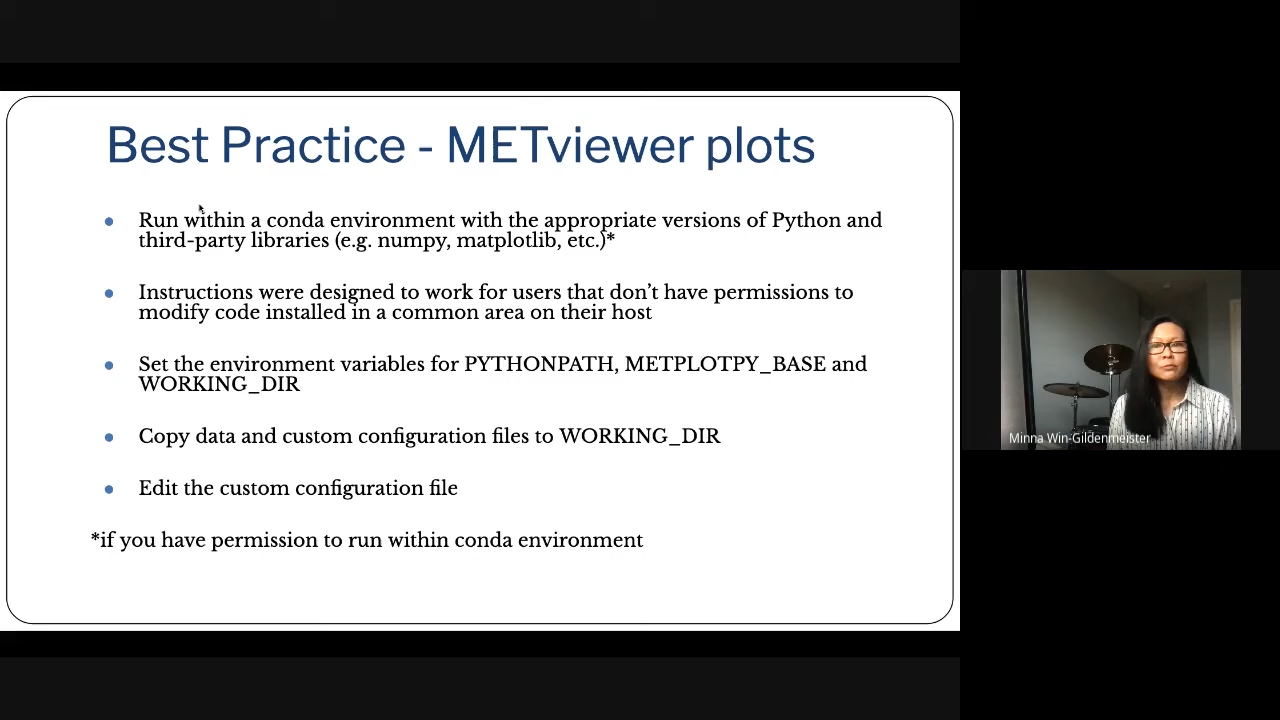 Best Practice - METviewer plots
● Run within a conda environment with the appropriate versions of Python and
third-party libraries (e.g. numpy, matplotlib, etc.)*
● Instructions were designed to work for users that don’t have permissions to
modify code installed in a common area on their host
● Set the environment variables for PYTHONPATH, METPLOTPY_BASE and
WORKING_DIR
● Copy data and custom configuration files to WORKING_DIR
● Edit the custom configuration file
*if you have permission to run within conda environment
Minna Win-Gildenmeister